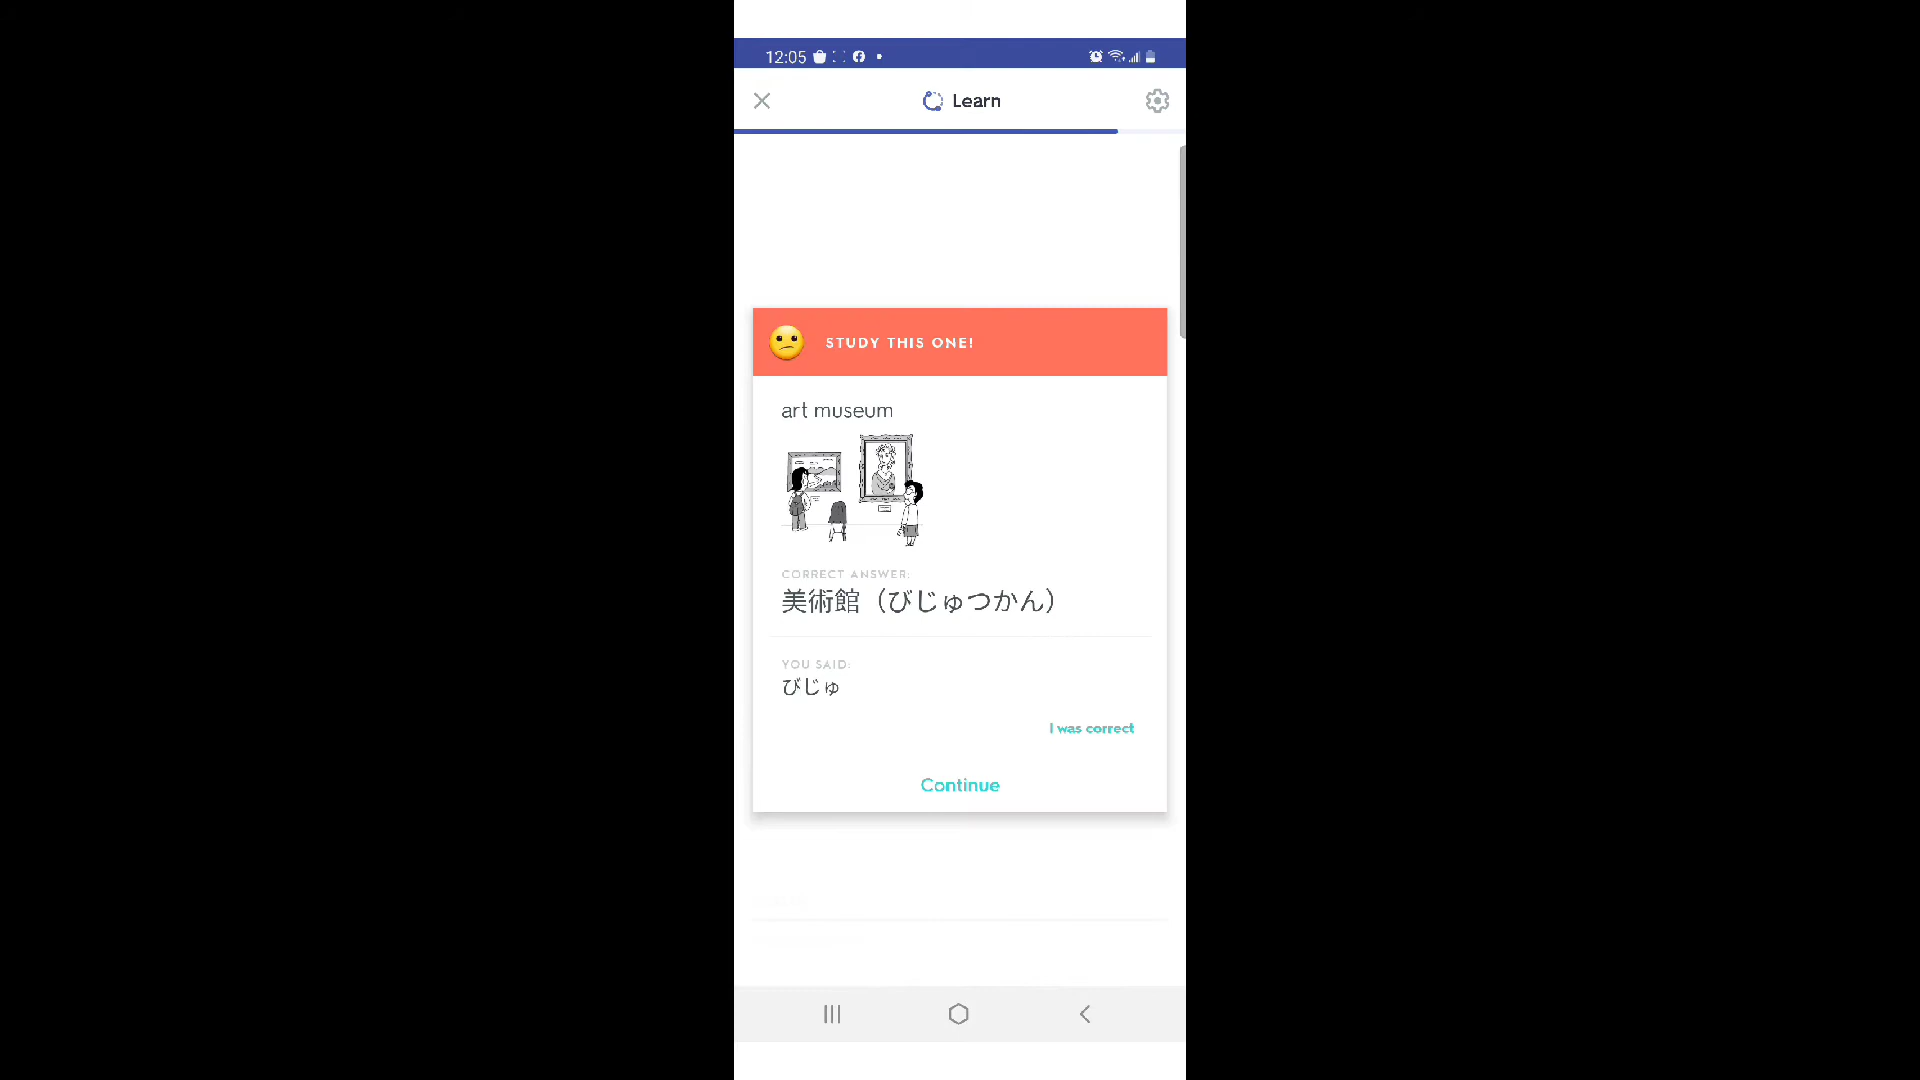 12:05
Learn
STUDY THIS ONE!
art museum
CORRECT ANSWER:
美術館（びじゅつかん）
YOU SAID:
びじゅ
I was correct
Continue